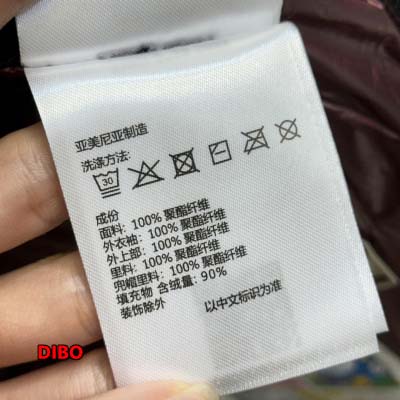 亚美尼亚制造
洗涤方法:
30
成份
面料: 100% 聚酯纤维
外衣袖: 100% 聚酯纤维
外上部: 100% 聚酯纤维
里料: 100% 聚酯纤维
兜帽里料: 100% 聚酯纤维
填充物 含绒量: 90%
装饰除外
以中文标识为准
DIBO